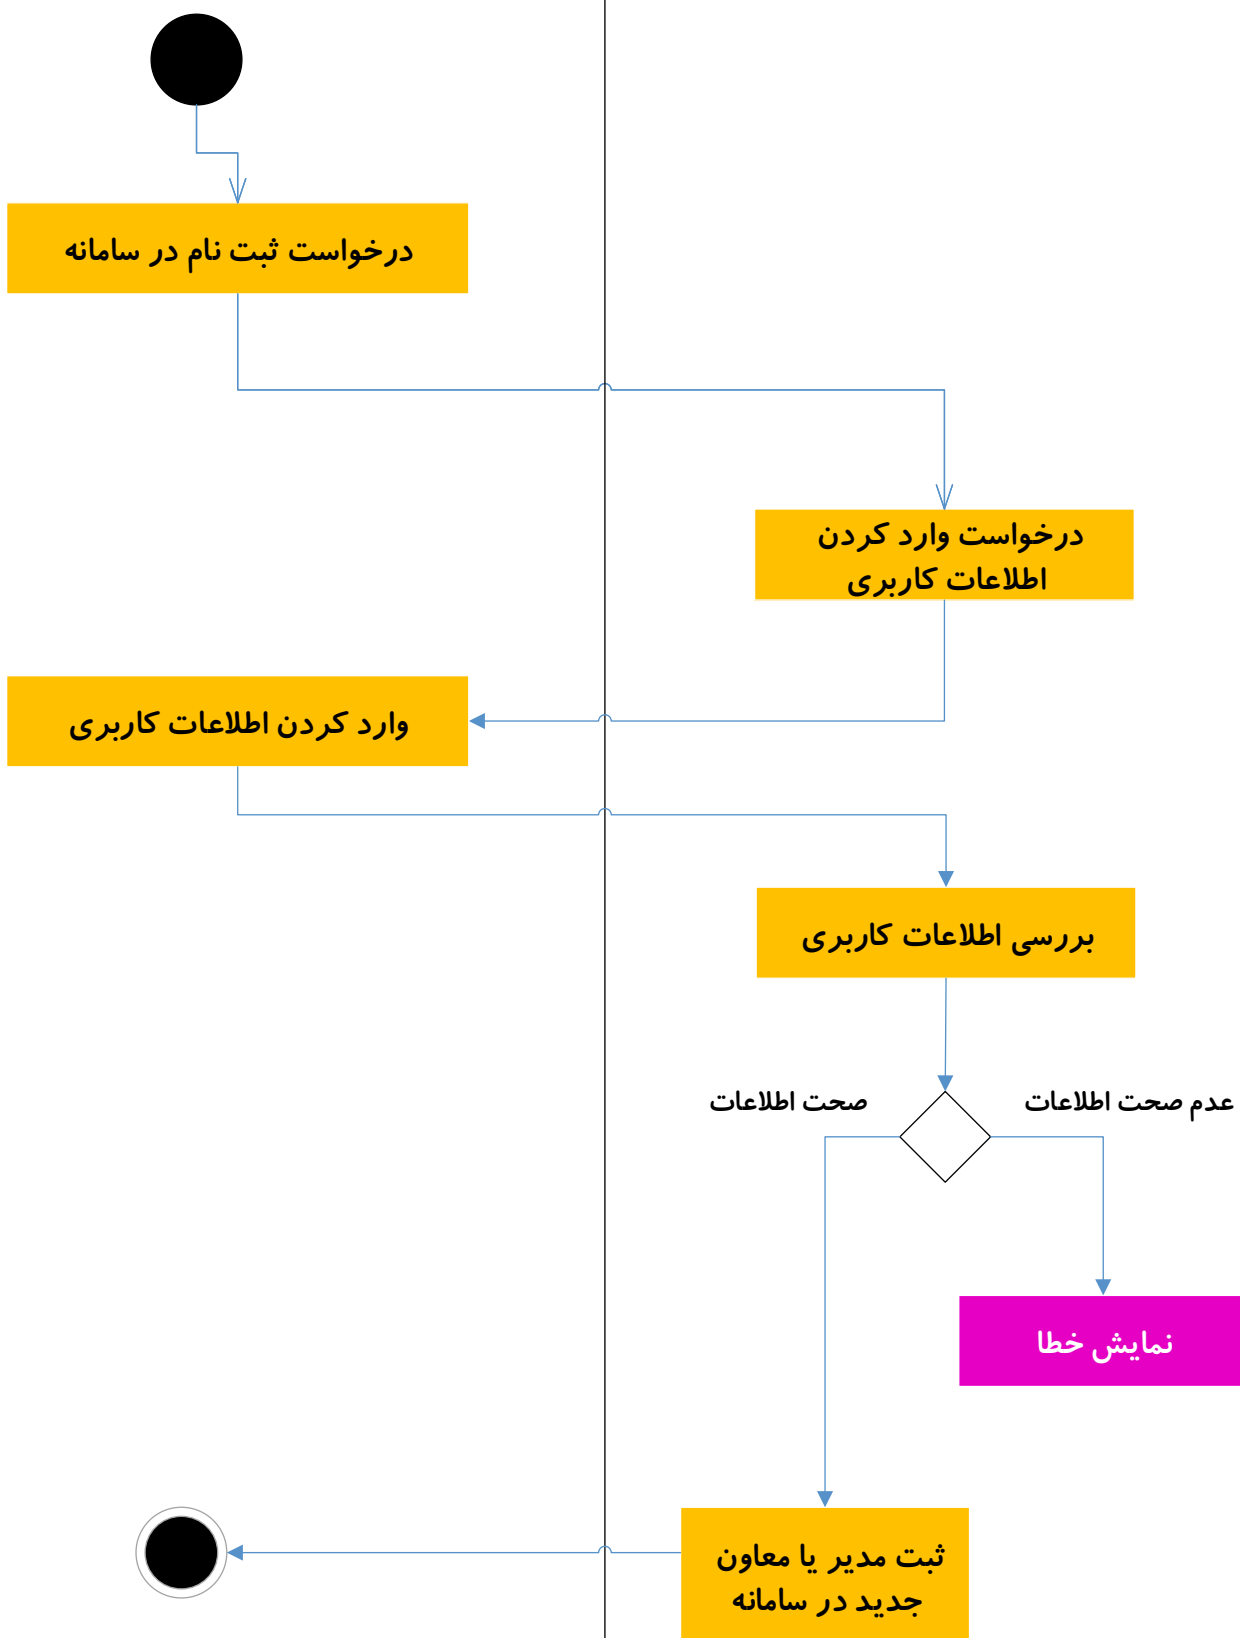 درخواست ثبت نام در سامانه
درخواست وارد کردن
اطلاعات کاربری
وارد کردن اطلاعات کاربری
بررسی اطلاعات کاربری
عدم صحت اطلاعات
صحت اطلاعات
نمایش خطا
ثبت مدیر یا معاون
جدید در سامانه